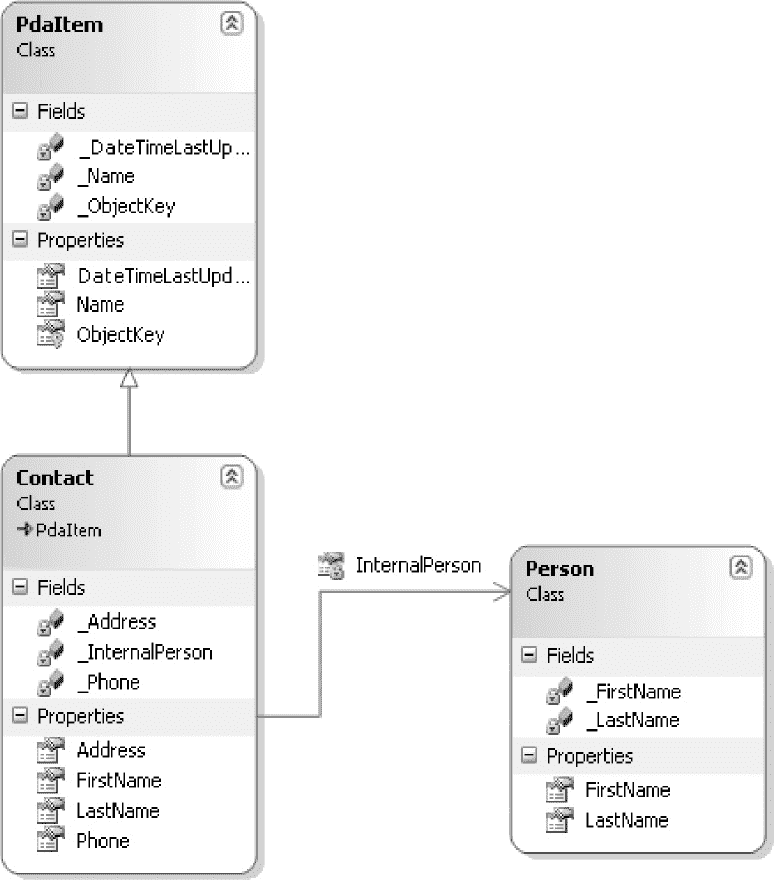 PdaItem
Class
Fields
_DateTimeLastUp...
_Name
_ObjectKey
Properties
DateTimeLastUpd...
Name
ObjectKey
Contact
Class
PdaItem
Fields
_Address
_InternalPerson
_Phone
Properties
Address
FirstName
LastName
Phone
InternalPerson
Person
Class
Fields
_FirstName
_LastName
Properties
FirstName
LastName